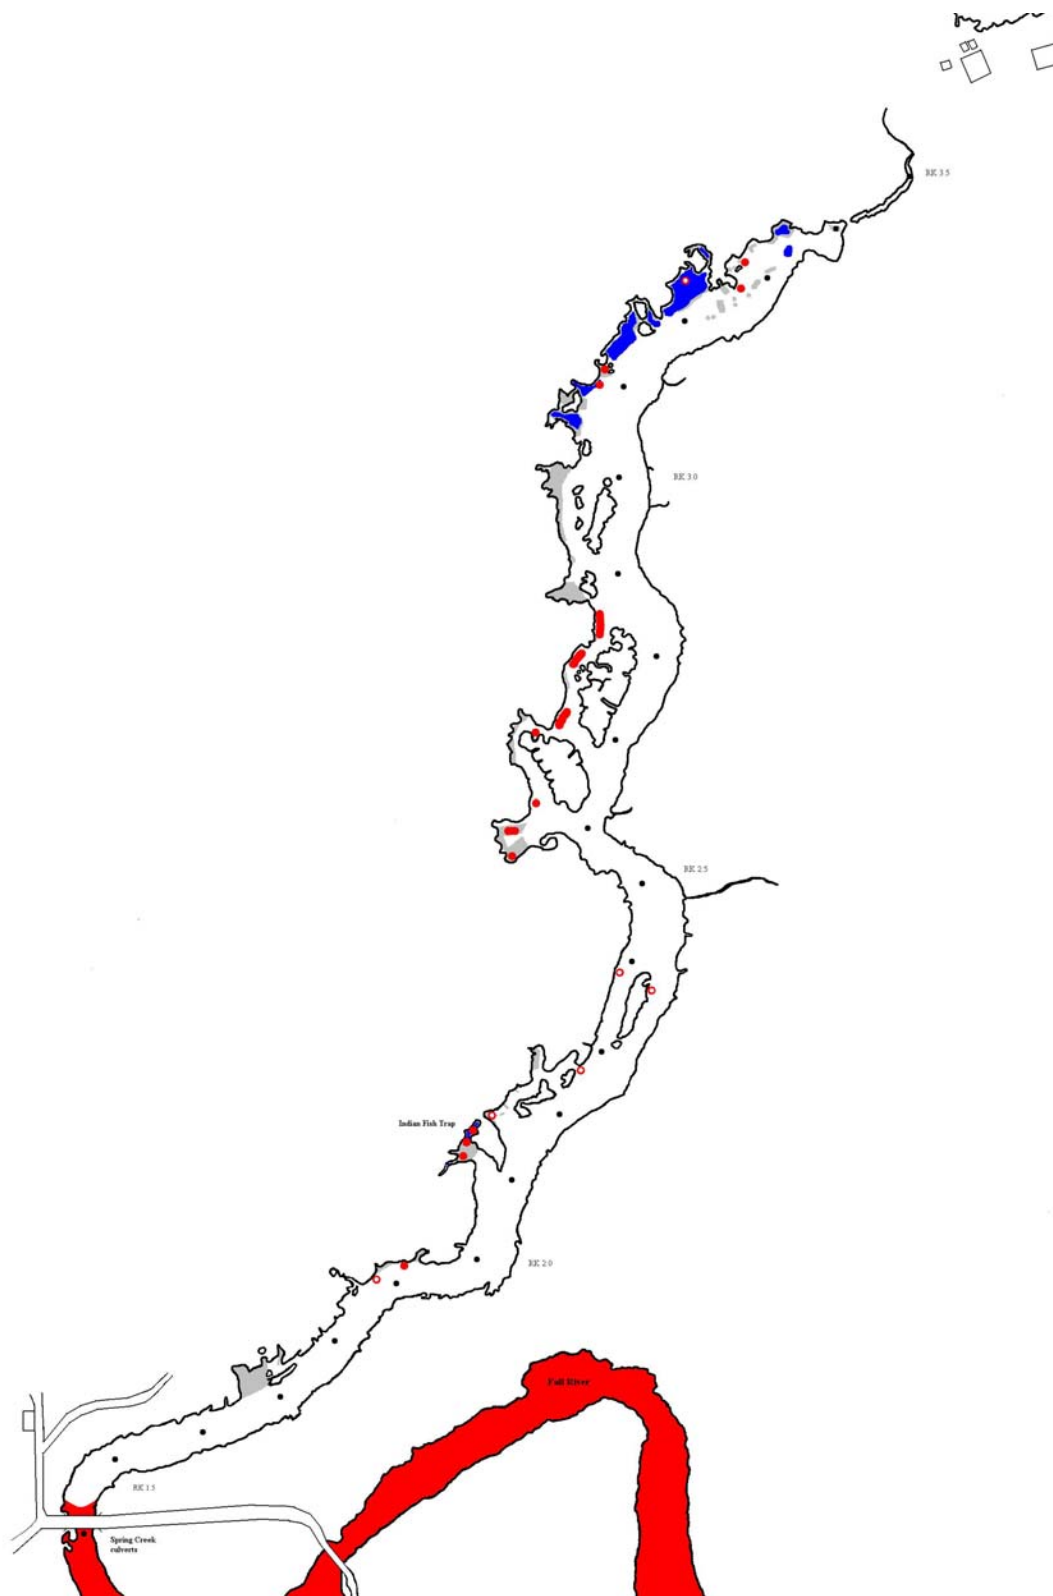 RK 3.5
RK 3.0
RK 2.5
Indian Fish Trap
RK 2.0
Fall River
RK 1.5
Spring Creek
culverts